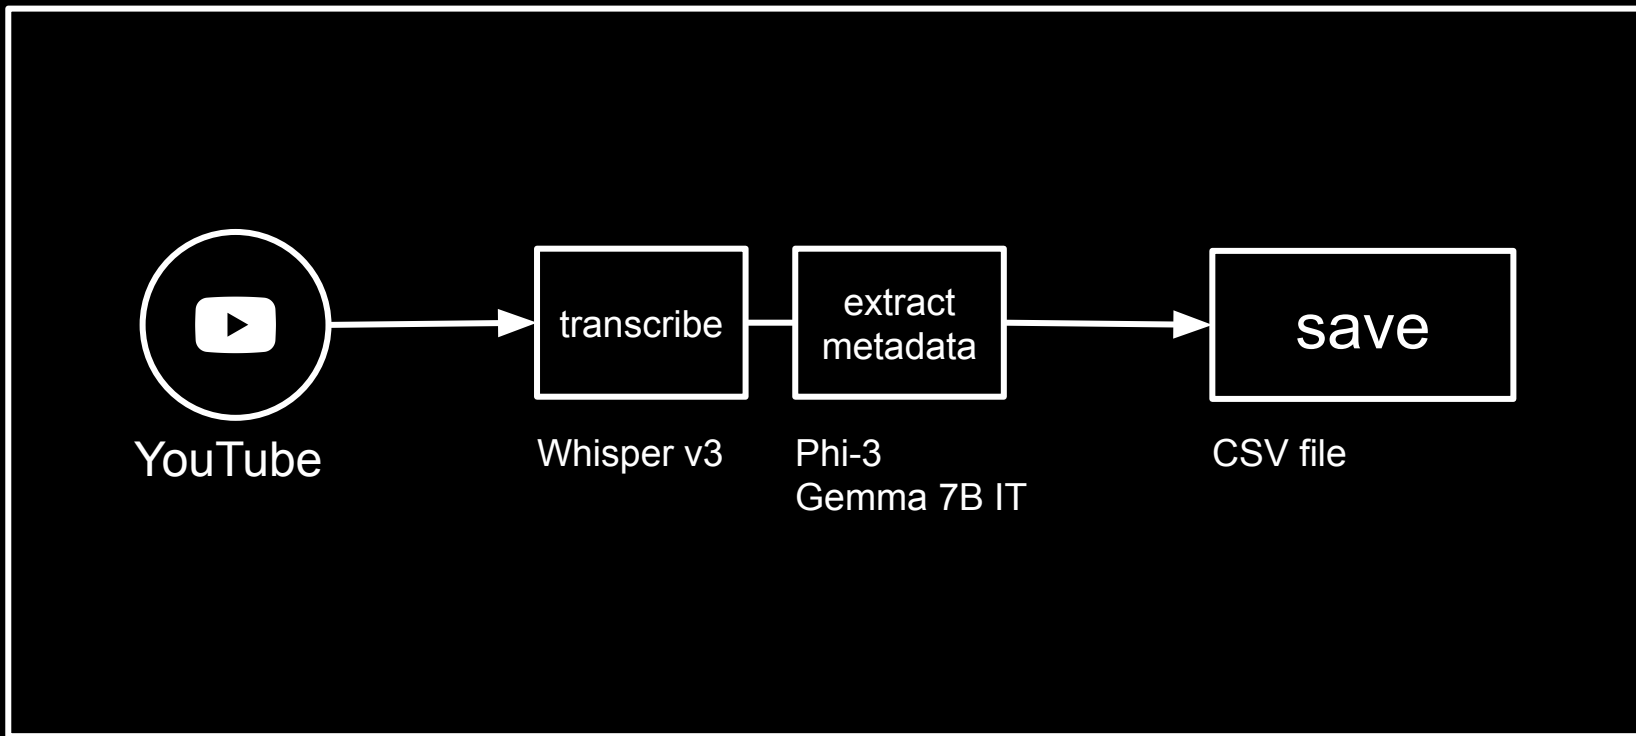 transcribe
extract
metadata
save
YouTube
Whisper v3
Phi-3
Gemma 7B IT
CSV file